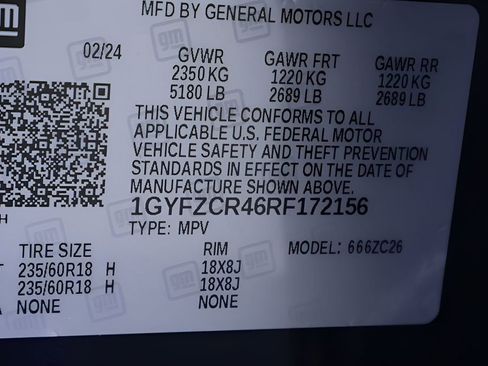 gm
MFD BY GENERAL MOTORS LLC
02/24 GVWR GAWR FRT GAWR RR
2350 KG 1220 KG 1220 KG
5180 LB 2689 LB 2689 LB
THIS VEHICLE CONFORMS TO ALL
APPLICABLE U.S. FEDERAL MOTOR
VEHICLE SAFETY AND THEFT PREVENTION
STANDARDS IN EFFECT ON THE DATE OF
MANUFACTURE SHOWN ABOVE.
1GYFZCR46RF172156
TYPE: MPV MODEL: 666ZC26
TIRE SIZE RIM
235/60R18 H 18X8J
235/60R18 H 18X8J
NONE NONE